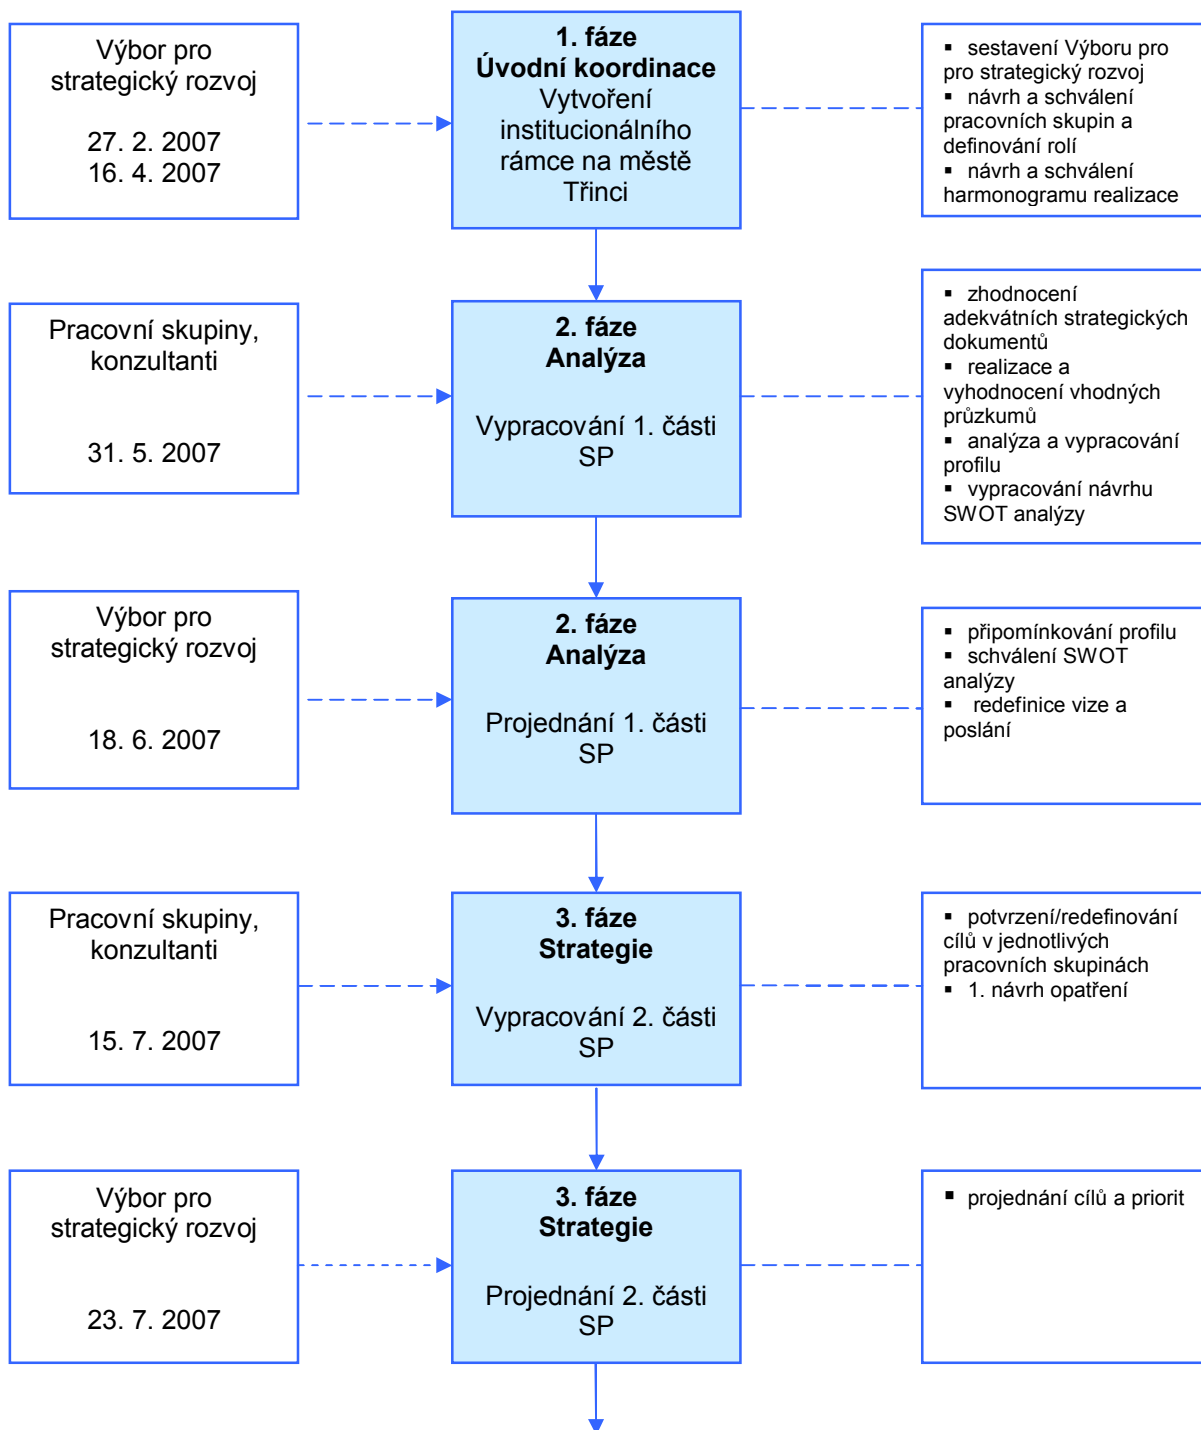 Výbor pro
strategický rozvoj
27. 2. 2007
16. 4. 2007
1. fáze
Úvodní koordinace
Vytvoření
institucionálního
rámce na městě
Třinci
▪ sestavení Výboru pro
pro strategický rozvoj
▪ návrh a schválení
pracovních skupin a
definování rolí
▪ návrh a schválení
harmonogramu realizace
Pracovní skupiny,
konzultanti
31. 5. 2007
2. fáze
Analýza
Vypracování 1. části
SP
▪ zhodnocení
adekvátních strategických
dokumentů
▪ realizace a
vyhodnocení vhodných
průzkumů
▪ analýza a vypracování
profilu
▪ vypracování návrhu
SWOT analýzy
Výbor pro
strategický rozvoj
18. 6. 2007
2. fáze
Analýza
Projednání 1. části
SP
▪ připomínkování profilu
▪ schválení SWOT
analýzy
▪ redefinice vize a
poslání
Pracovní skupiny,
konzultanti
15. 7. 2007
3. fáze
Strategie
Vypracování 2. části
SP
▪ potvrzení/redefinování
cílů v jednotlivých
pracovních skupinách
▪ 1. návrh opatření
Výbor pro
strategický rozvoj
23. 7. 2007
3. fáze
Strategie
Projednání 2. části
SP
▪ projednání cílů a priorit